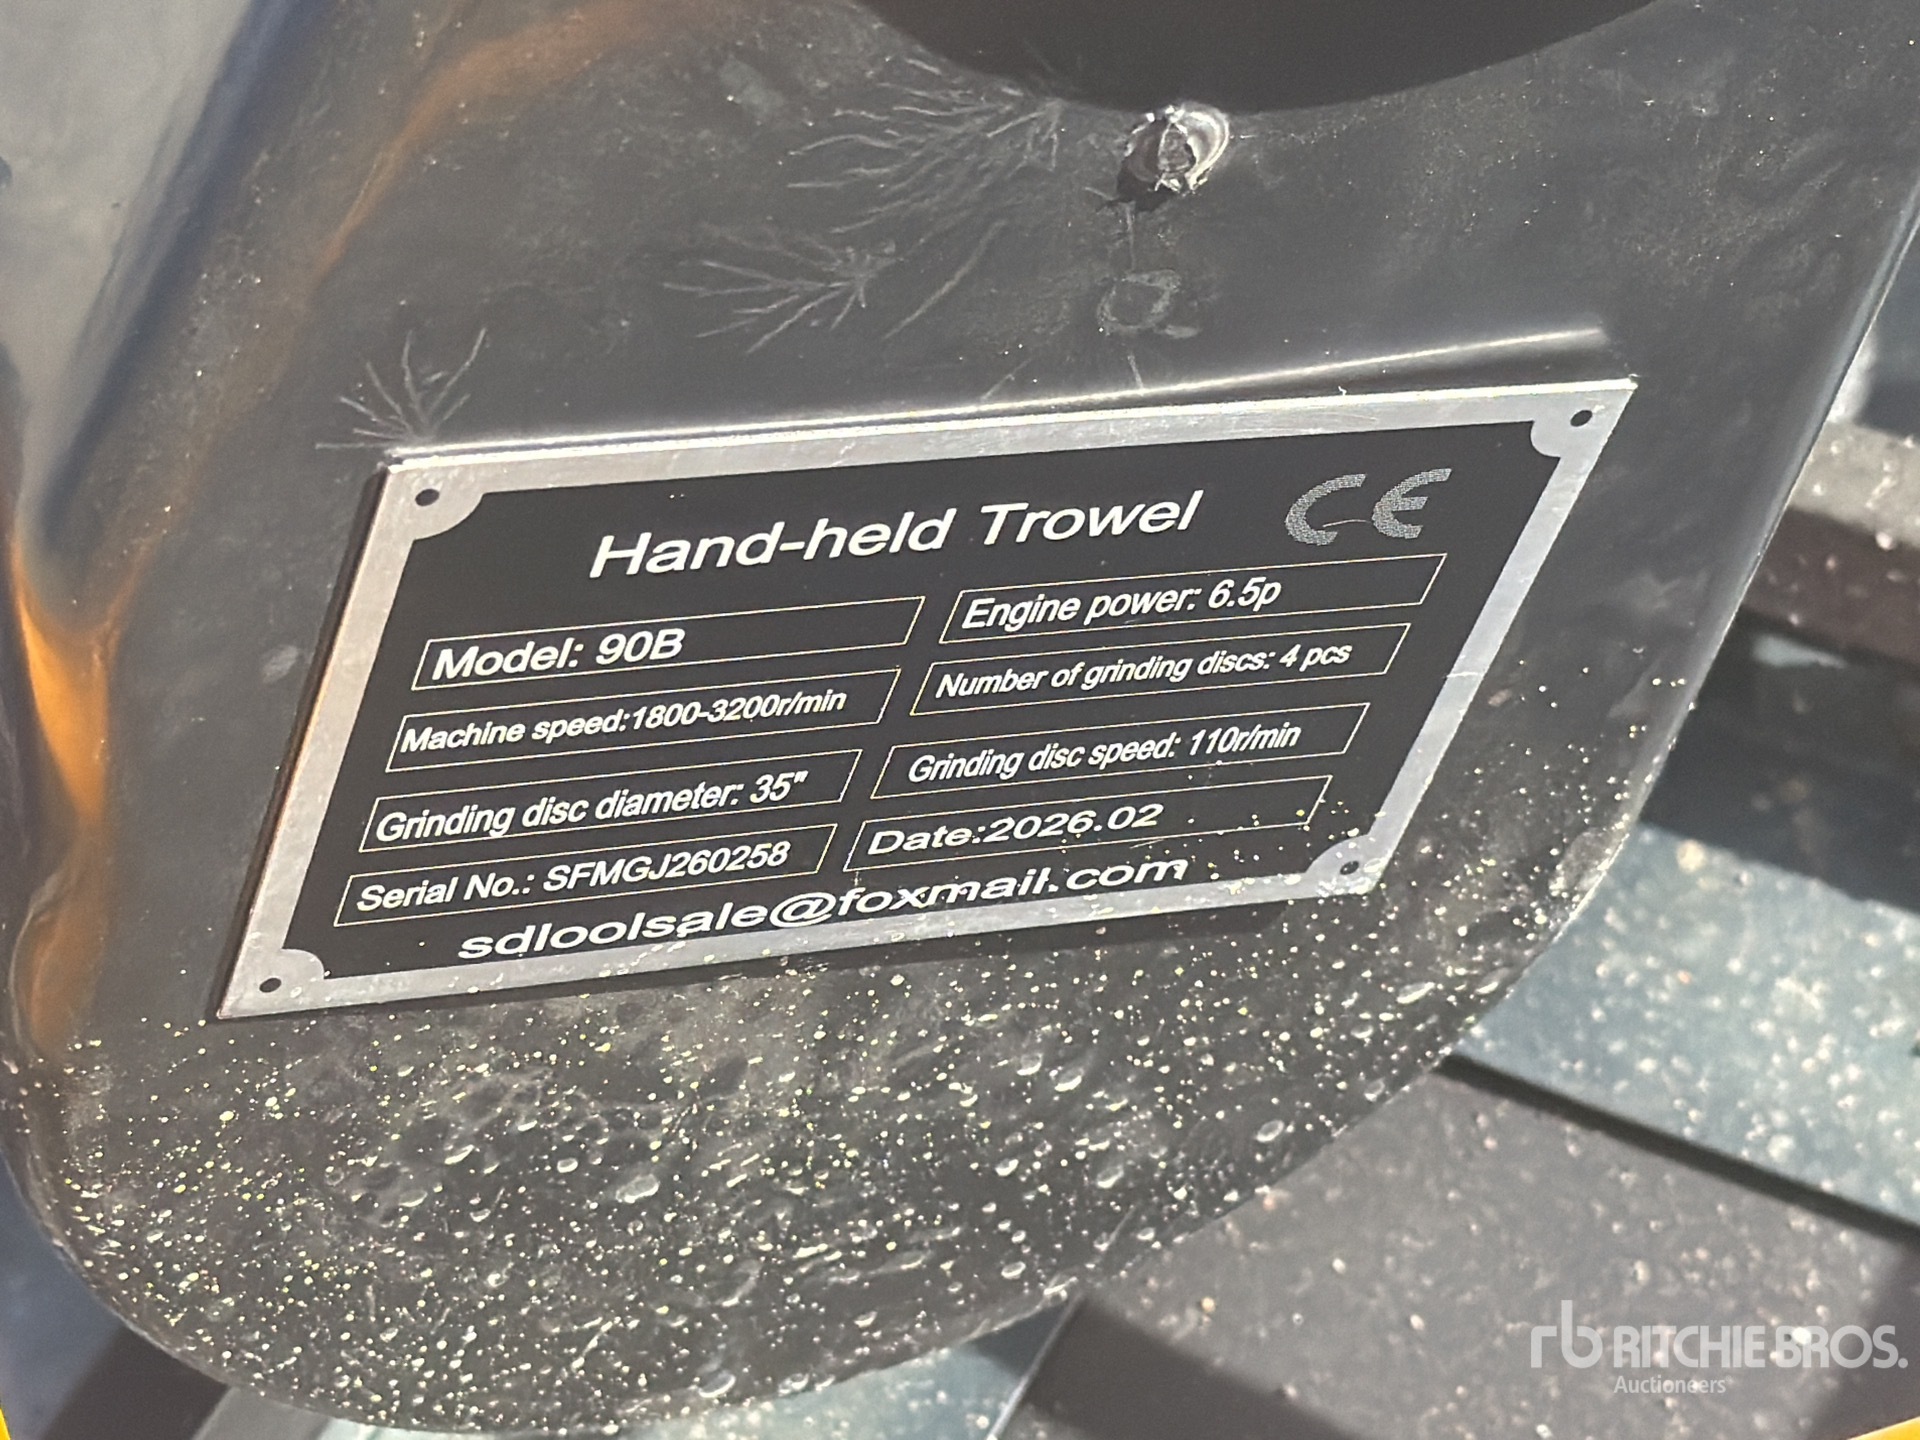 Hand-held Trowel CE
Model: 90B
Engine power: 6.5p
Machine speed:1800-3200r/min
Number of grinding discs: 4 pcs
Grinding disc diameter: 35"
Grinding disc speed: 110r/min
Serial No.: SFMGJ260258
Date:2026.02
sdloolsale@foxmail.com
rb RITCHIE BROS.
Auctioneers